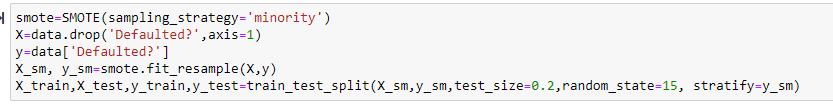 smote=SMOTE(sampling_strategy='minority')
X=data.drop('Defaulted?',axis=1)
y=data['Defaulted?']
X_sm, y_sm=smote.fit_resample(X,y)
X_train,X_test,y_train,y_test=train_test_split(X_sm,y_sm,test_size=0.2,random_state=15, stratify=y_sm)